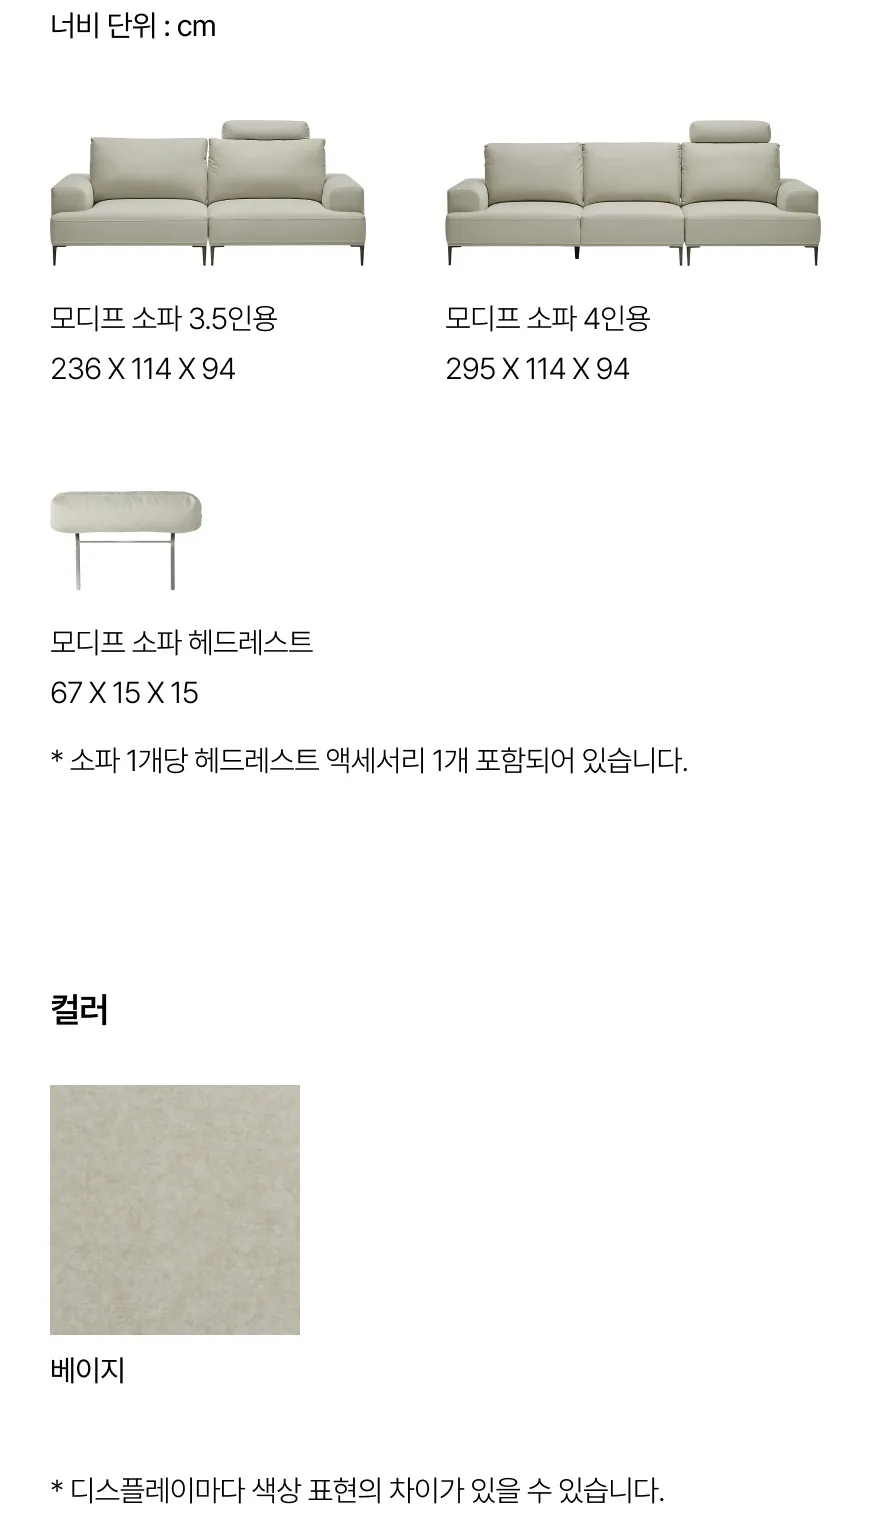 너비 단위 : cm
모디프 소파 3.5인용
236 X 114 X 94
모디프 소파 4인용
295 X 114 X 94
모디프 소파 헤드레스트
67 X 15 X 15
* 소파 1개당 헤드레스트 액세서리 1개 포함되어 있습니다.
컬러
베이지
* 디스플레이마다 색상 표현의 차이가 있을 수 있습니다.